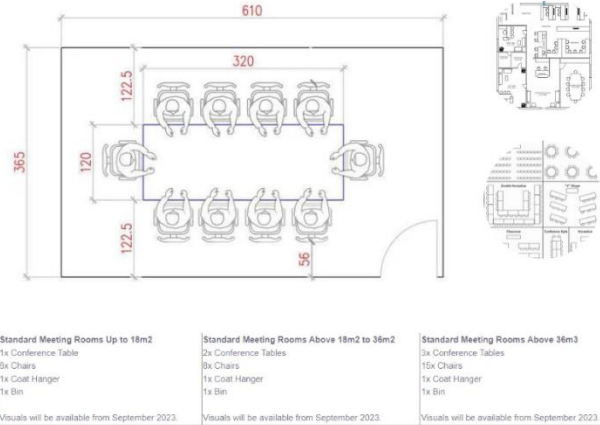 610
320
122.5
365
120
122.5
56
Standard Meeting Rooms Up to 18m2
1x Conference Table
6x Chairs
1x Coat Hanger
1x Bin
Visuals will be available from September 2023.
Standard Meeting Rooms Above 18m2 to 36m2
2x Conference Tables
8x Chairs
1x Coat Hanger
1x Bin
Visuals will be available from September 2023.
Standard Meeting Rooms Above 36m3
3x Conference Tables
15x Chairs
1x Coat Hanger
1x Bin
Visuals will be available from September 2023.